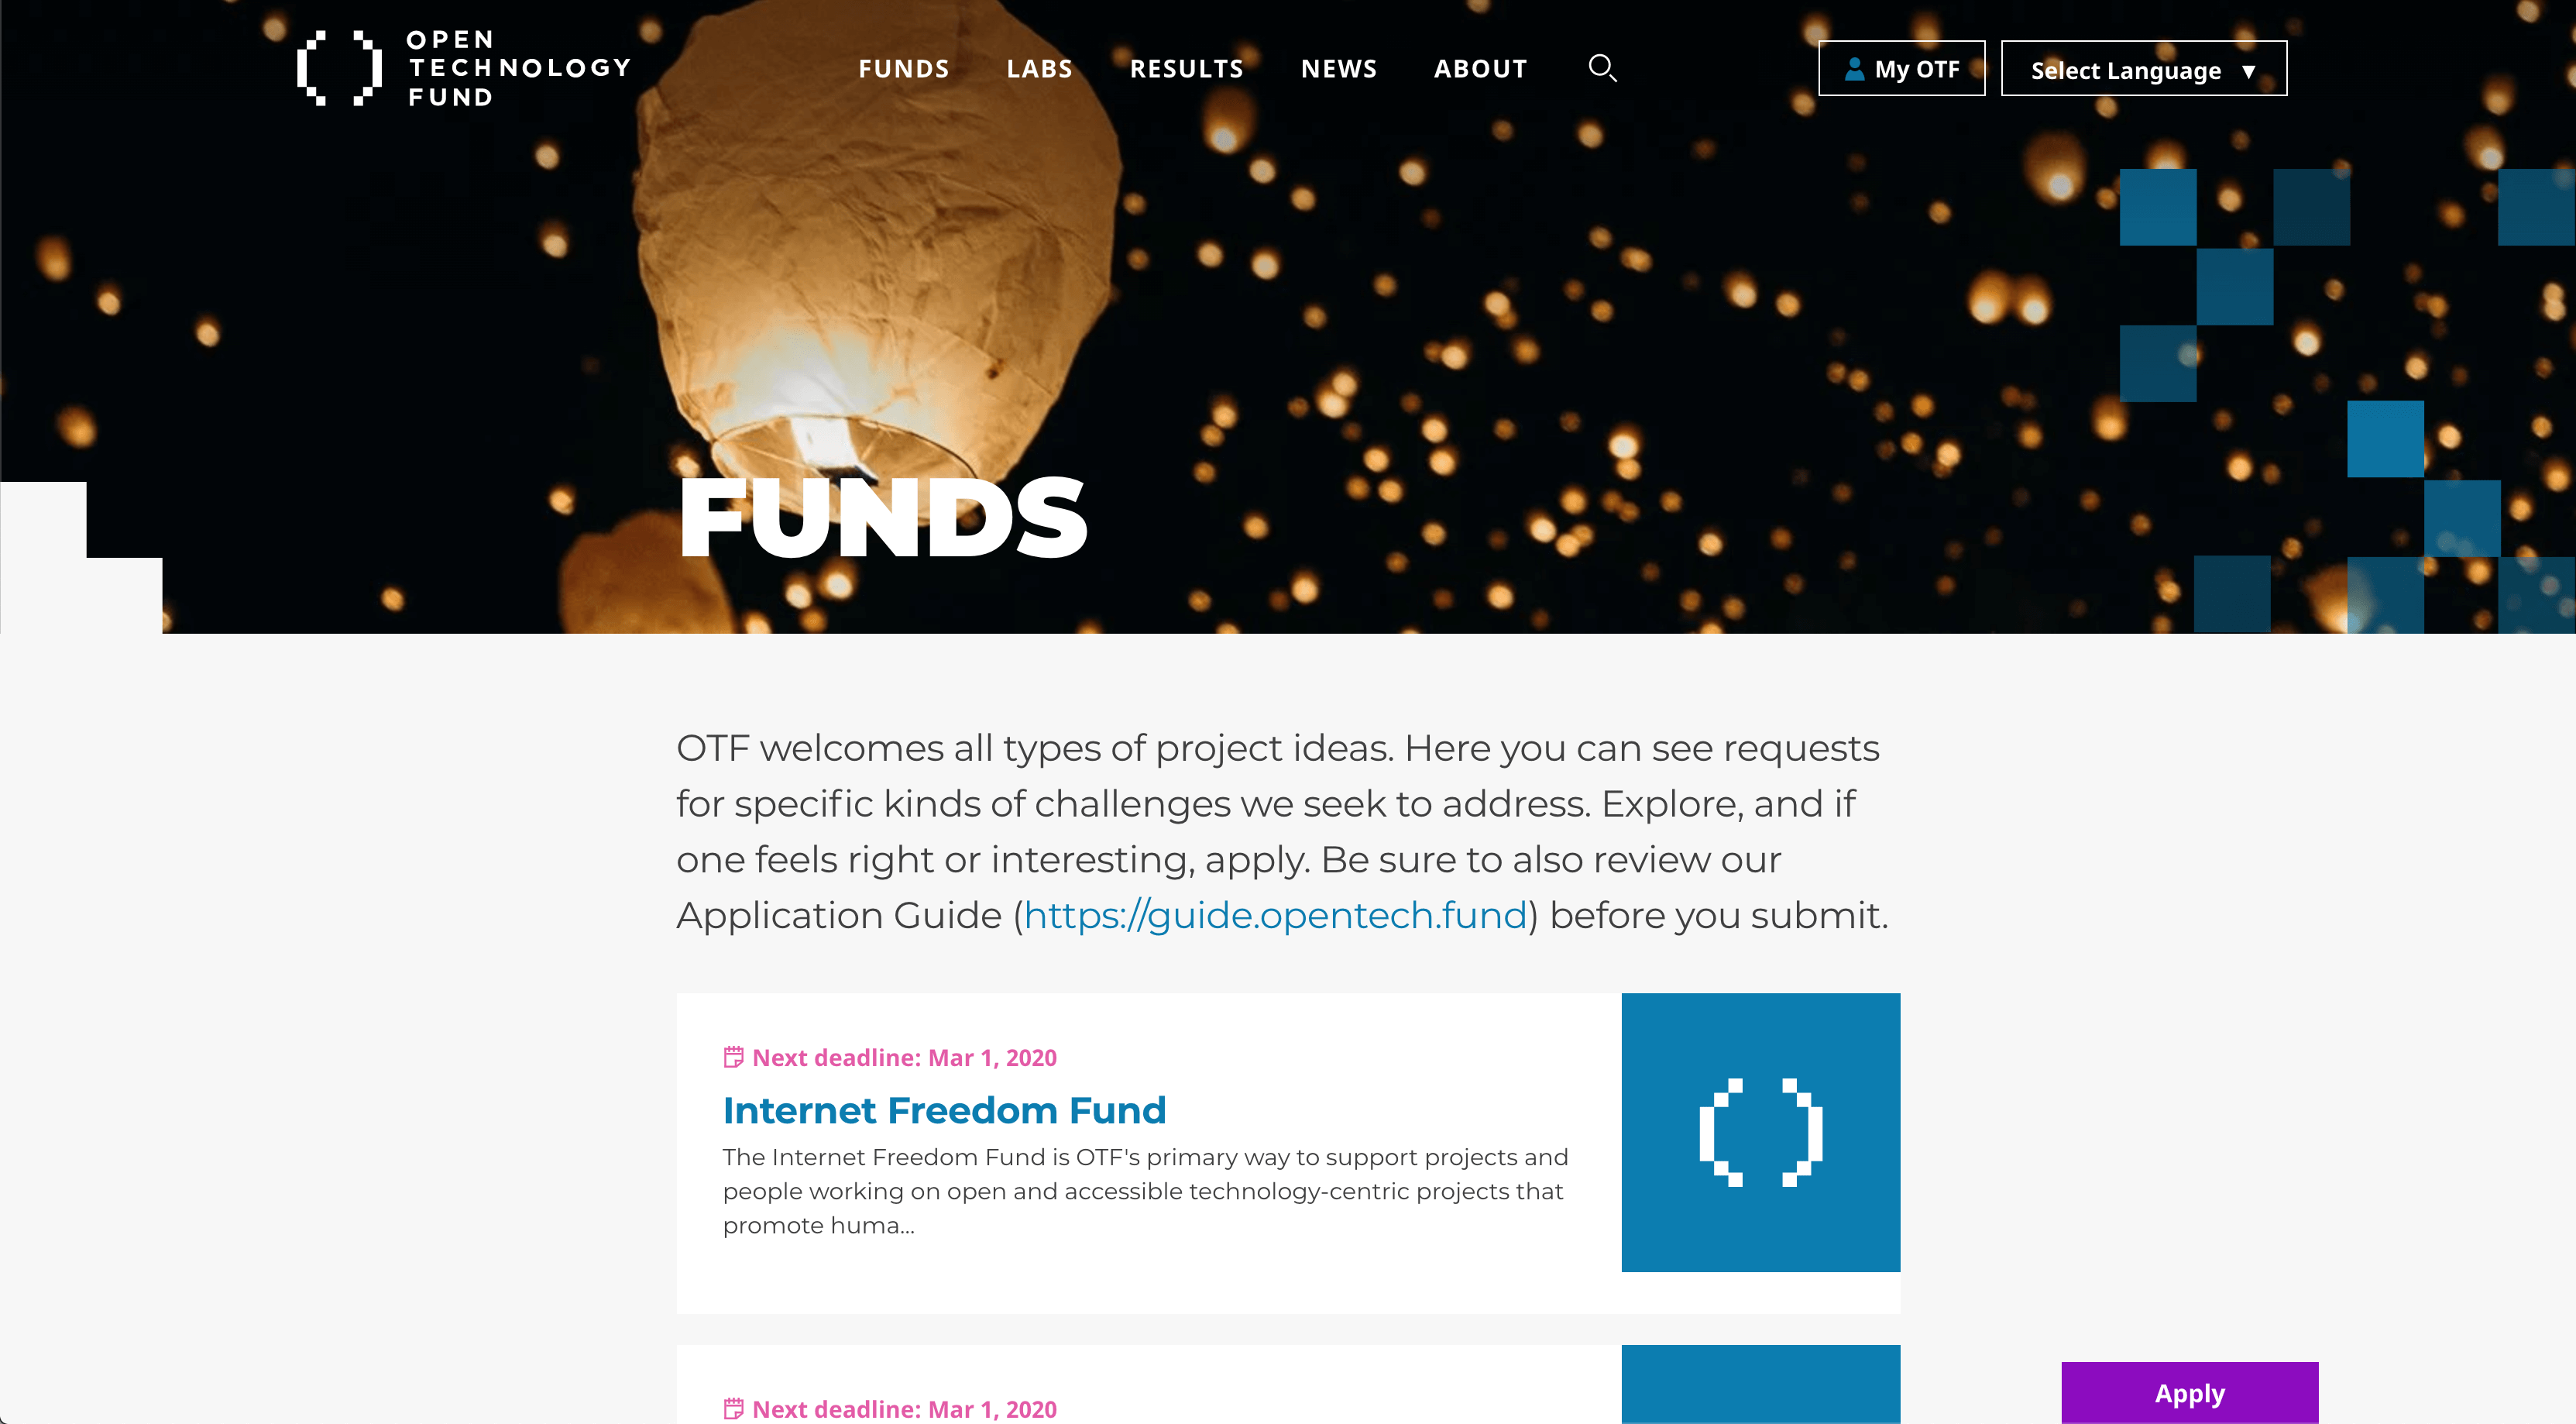 OPEN
TECHNOLOGY
FUND
FUNDS
LABS
RESULTS
NEWS
ABOUT
My OTF
Select Language ▼
FUNDS
OTF welcomes all types of project ideas. Here you can see requests
for specific kinds of challenges we seek to address. Explore, and if
one feels right or interesting, apply. Be sure to also review our
Application Guide (https://guide.opentech.fund) before you submit.
Next deadline: Mar 1, 2020
Internet Freedom Fund
The Internet Freedom Fund is OTF's primary way to support projects and
people working on open and accessible technology-centric projects that
promote huma...
Next deadline: Mar 1, 2020
Apply